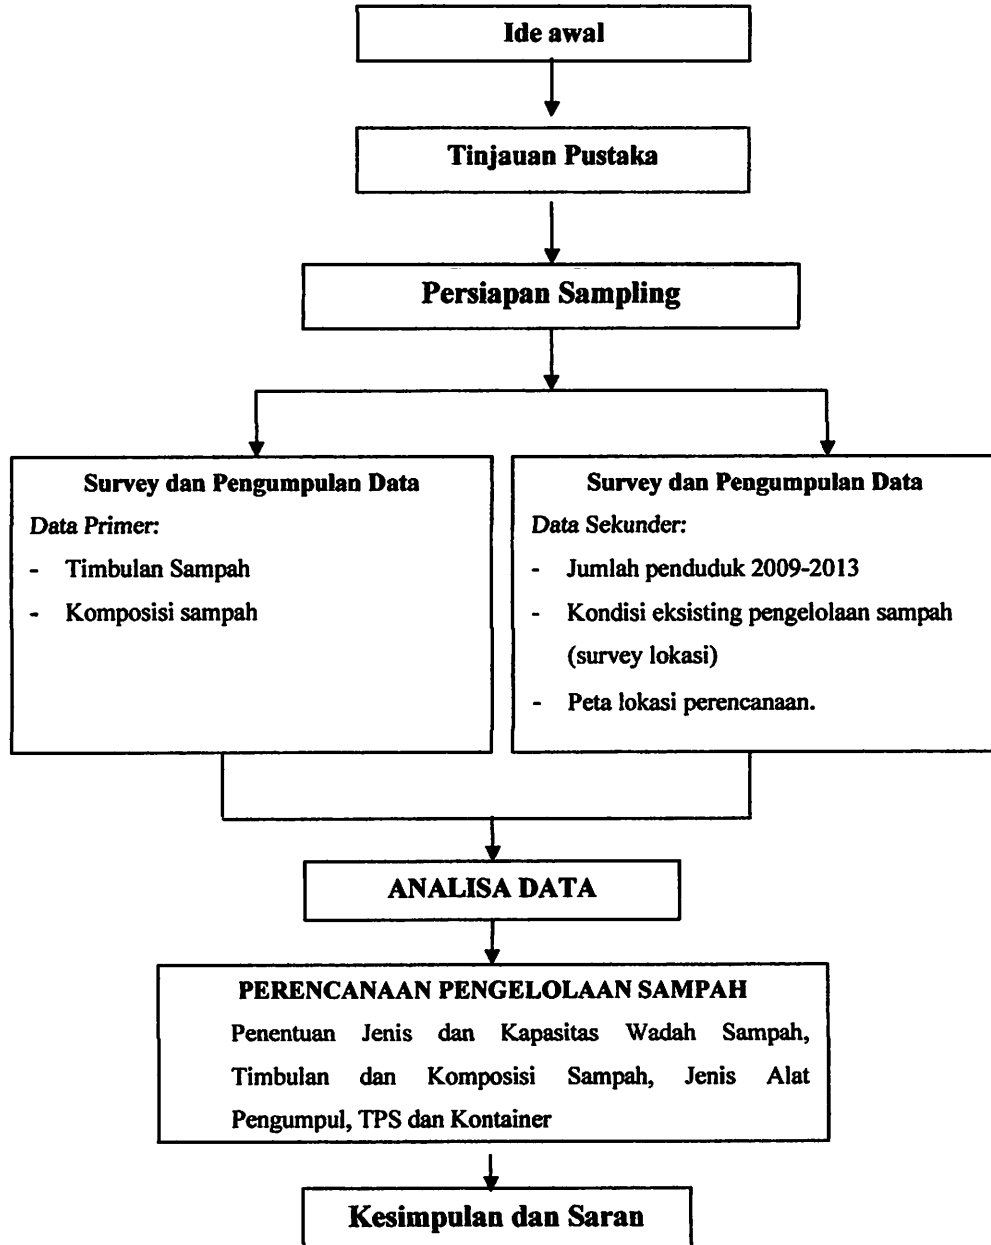 Ide awal
Tinjauan Pustaka
Persiapan Sampling
Survey dan Pengumpulan Data
Data Primer:
- Timbulan Sampah
- Komposisi sampah
Survey dan Pengumpulan Data
Data Sekunder:
- Jumlah penduduk 2009-2013
- Kondisi eksisting pengelolaan sampah
(survey lokasi)
- Peta lokasi perencanaan.
ANALISA DATA
PERENCANAAN PENGELOLAAN SAMPAH
Penentuan Jenis dan Kapasitas Wadah Sampah,
Timbulan dan Komposisi Sampah, Jenis Alat
Pengumpul, TPS dan Kontainer
Kesimpulan dan Saran